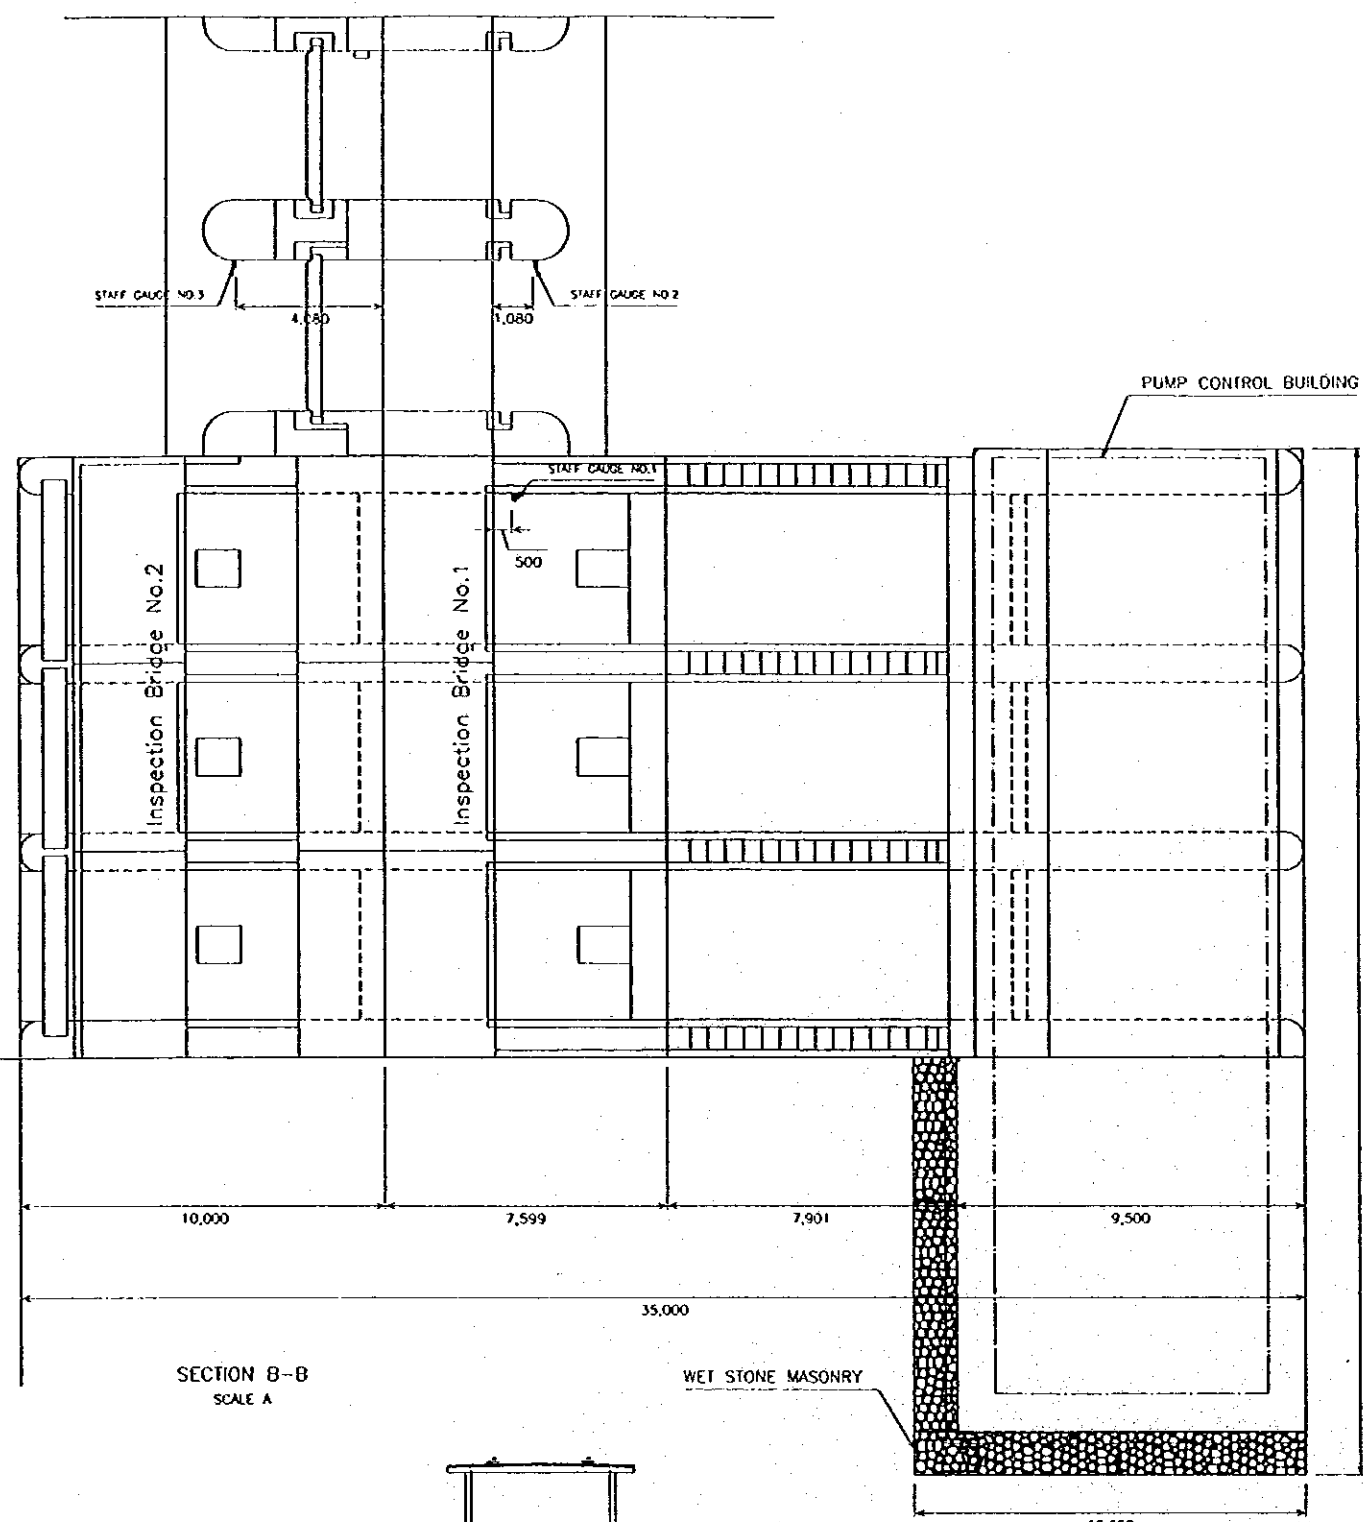 STAFF GAUGE NO.3
STAFF GAUGE NO.2
4,080
1,080
PUMP CONTROL BUILDING
STAFF GAUGE NO.1
500
Inspection Bridge No.2
Inspection Bridge No.1
10,000
7,599
7,901
9,500
35,000
SECTION B-B
SCALE A
WET STONE MASONRY